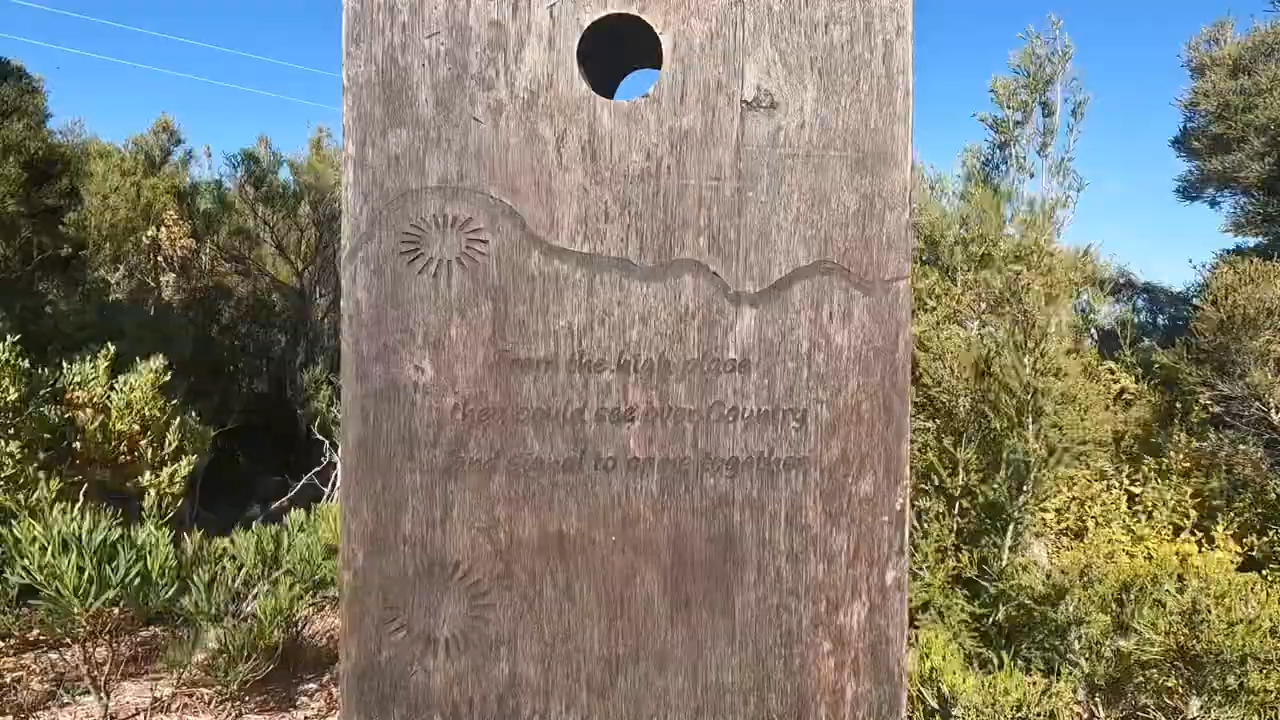 From the high place
they could see over Country
and signal to come together